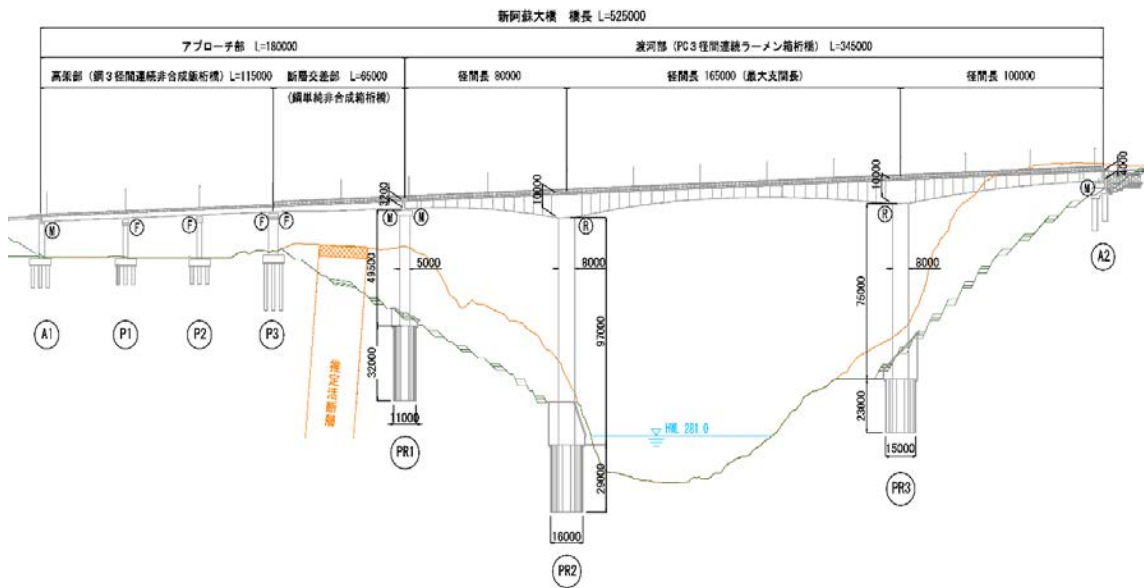 新阿蘇大橋 橋長 L=525000
アプローチ部 L=180000
渡河部（PC3径間連続ラーメン箱桁橋）L=345000
高架部（鋼3径間連続非合成鈑桁橋）L=115000
断層交差部 L=65000
（鋼単純非合成箱桁橋）
径間長 80000
径間長 165000（最大支間長）
径間長 100000
3200
10000
10000
4000
M
F
F
F
F
M
M
R
R
M
49500
5000
8000
97000
75000
8000
32000
11000
29000
16000
23000
15000
HWL 281.0
A1
P1
P2
P3
PR1
PR2
PR3
A2